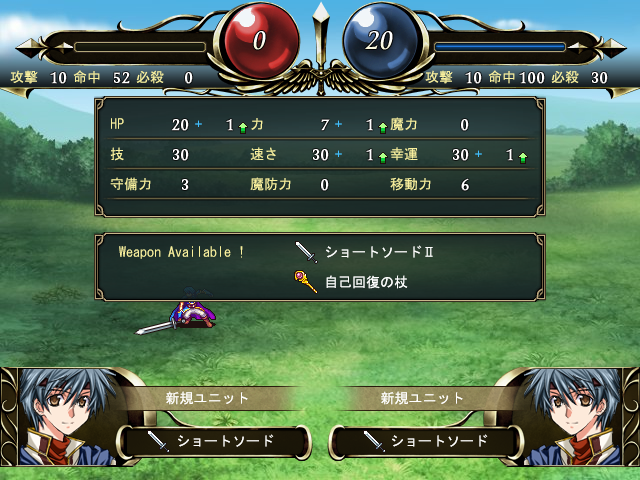 0 20
攻撃 10 命中 52 必殺 0 攻撃 10 命中 100 必殺 30
HP 20 + 1 力 7 + 1 魔力 0
技 30 速さ 30 + 1 幸運 30 + 1
守備力 3 魔防力 0 移動力 6
Weapon Available ! ショートソードⅡ
自己回復の杖
新規ユニット 新規ユニット
ショートソード ショートソード